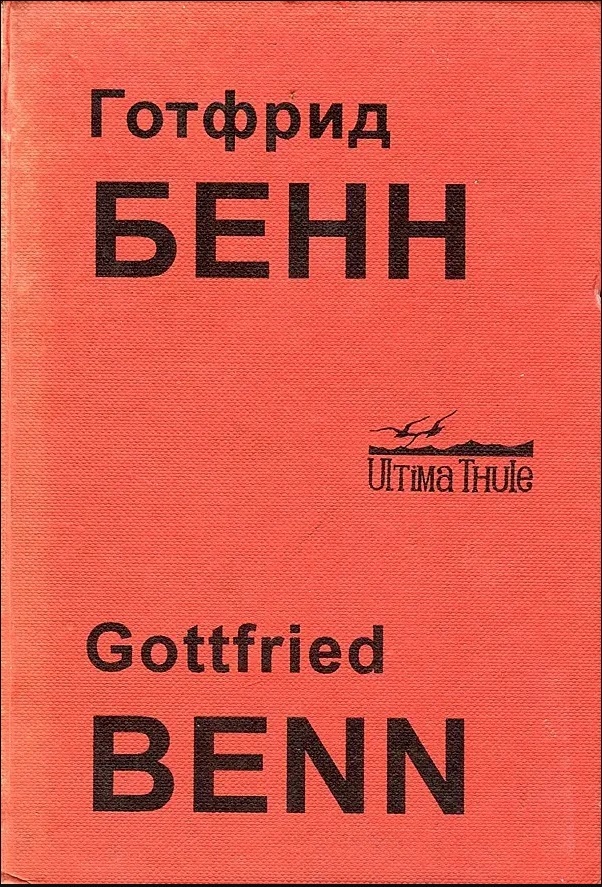 Готфрид
БЕНН
Ultima Thule
Gottfried
BENN